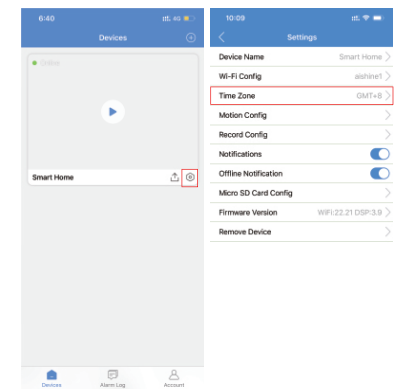 6:40
4G
Devices
Online
Smart Home
Devices
Alarm Log
Account
10:09
Settings
Device Name Smart Home
Wi-Fi Config aishine1
Time Zone GMT+8
Motion Config
Record Config
Notifications
Offline Notification
Micro SD Card Config
Firmware Version WiFi:22.21 DSP:3.9
Remove Device